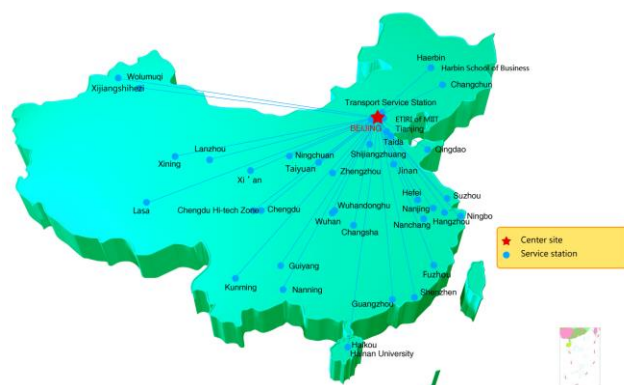 Haerbin
Harbin School of Business
Woiumuqi
Changchun
Xijiangshihezi
Transport Service Station
ETIRI of MIIT
BEIJING
Tianjing
Taida
Lanzhou
Ningchuan
Shijiangzhuang
Qingdao
Xining
Taiyuan
Jinan
Xi'an
Zhengzhou
Hefei
Suzhou
Lasa
Chengdu Hi-tech Zone
Chengdu
Wuhandonghu
Nanjing
Wuhan
Hangzhou
Ningbo
Nanchang
Changsha
Center site
Service station
Guiyang
Fuzhou
Kunming
Nanning
Guangzhou
Shenzhen
Haikou
Hainan University